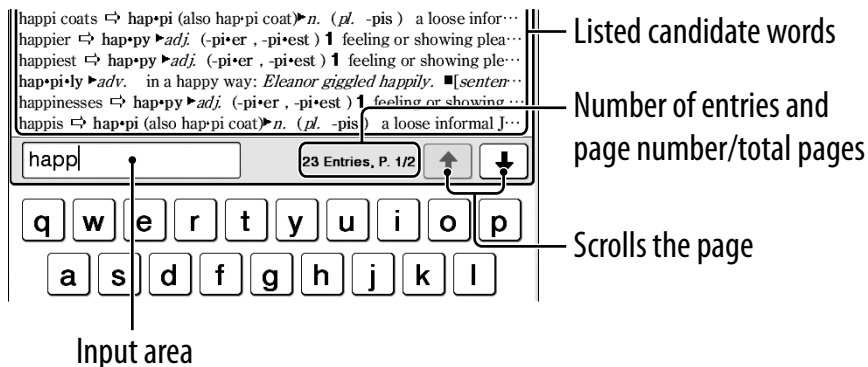 happi coats ⇨ hap•pi (also hap·pi coat)▶n. (pl. -pis ) a loose infor···
happier ⇨ hap•py ▶adj. (-pi•er , -pi•est ) 1 feeling or showing plea···
happiest ⇨ hap•py ▶adj. (-pi•er , -pi•est ) 1 feeling or showing ple···
hap•pi•ly ▶adv. in a happy way: Eleanor giggled happily. ■[senten···
happinesses ⇨ hap•py ▶adj. (-pi•er , -pi•est ) 1 feeling or showing ···
happis ⇨ hap•pi (also hap·pi coat)▶n. (pl. -pis ) a loose informal J···
Listed candidate words
Number of entries and
page number/total pages
happ
23 Entries, P. 1/2
q w e r t y u i o p
Scrolls the page
a s d f g h j k l
Input area